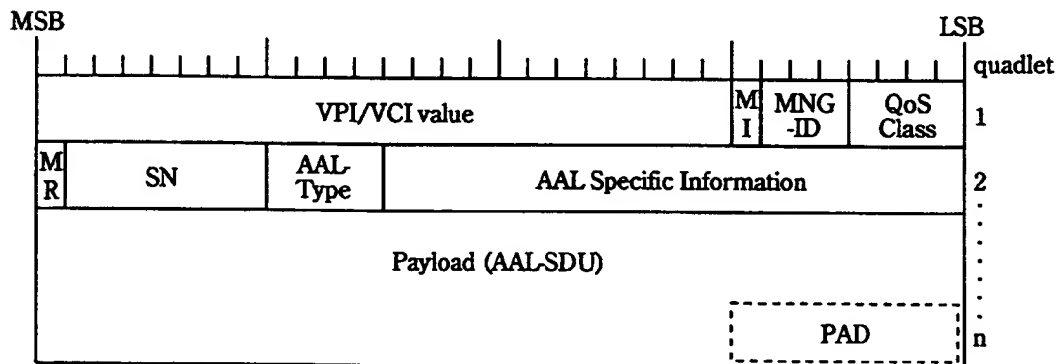 MSB
LSB
quadlet
VPI/VCI value
M
I
MNG
-ID
QoS
Class
1
M
R
SN
AAL-
Type
AAL Specific Information
2
Payload (AAL-SDU)
PAD
n